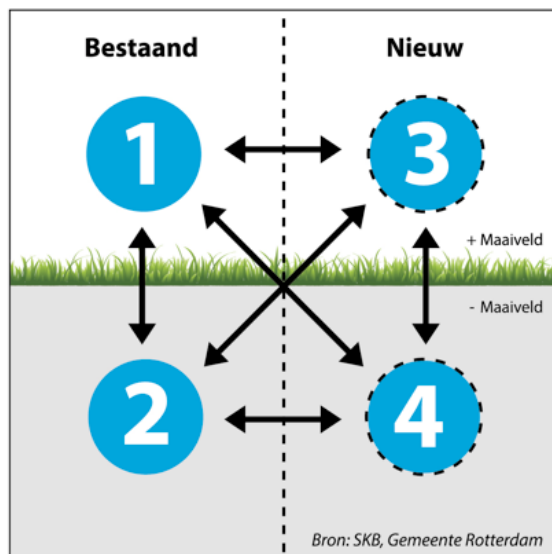 Bestaand Nieuw
1 3
+ Maaiveld
- Maaiveld
2 4
Bron: SKB, Gemeente Rotterdam